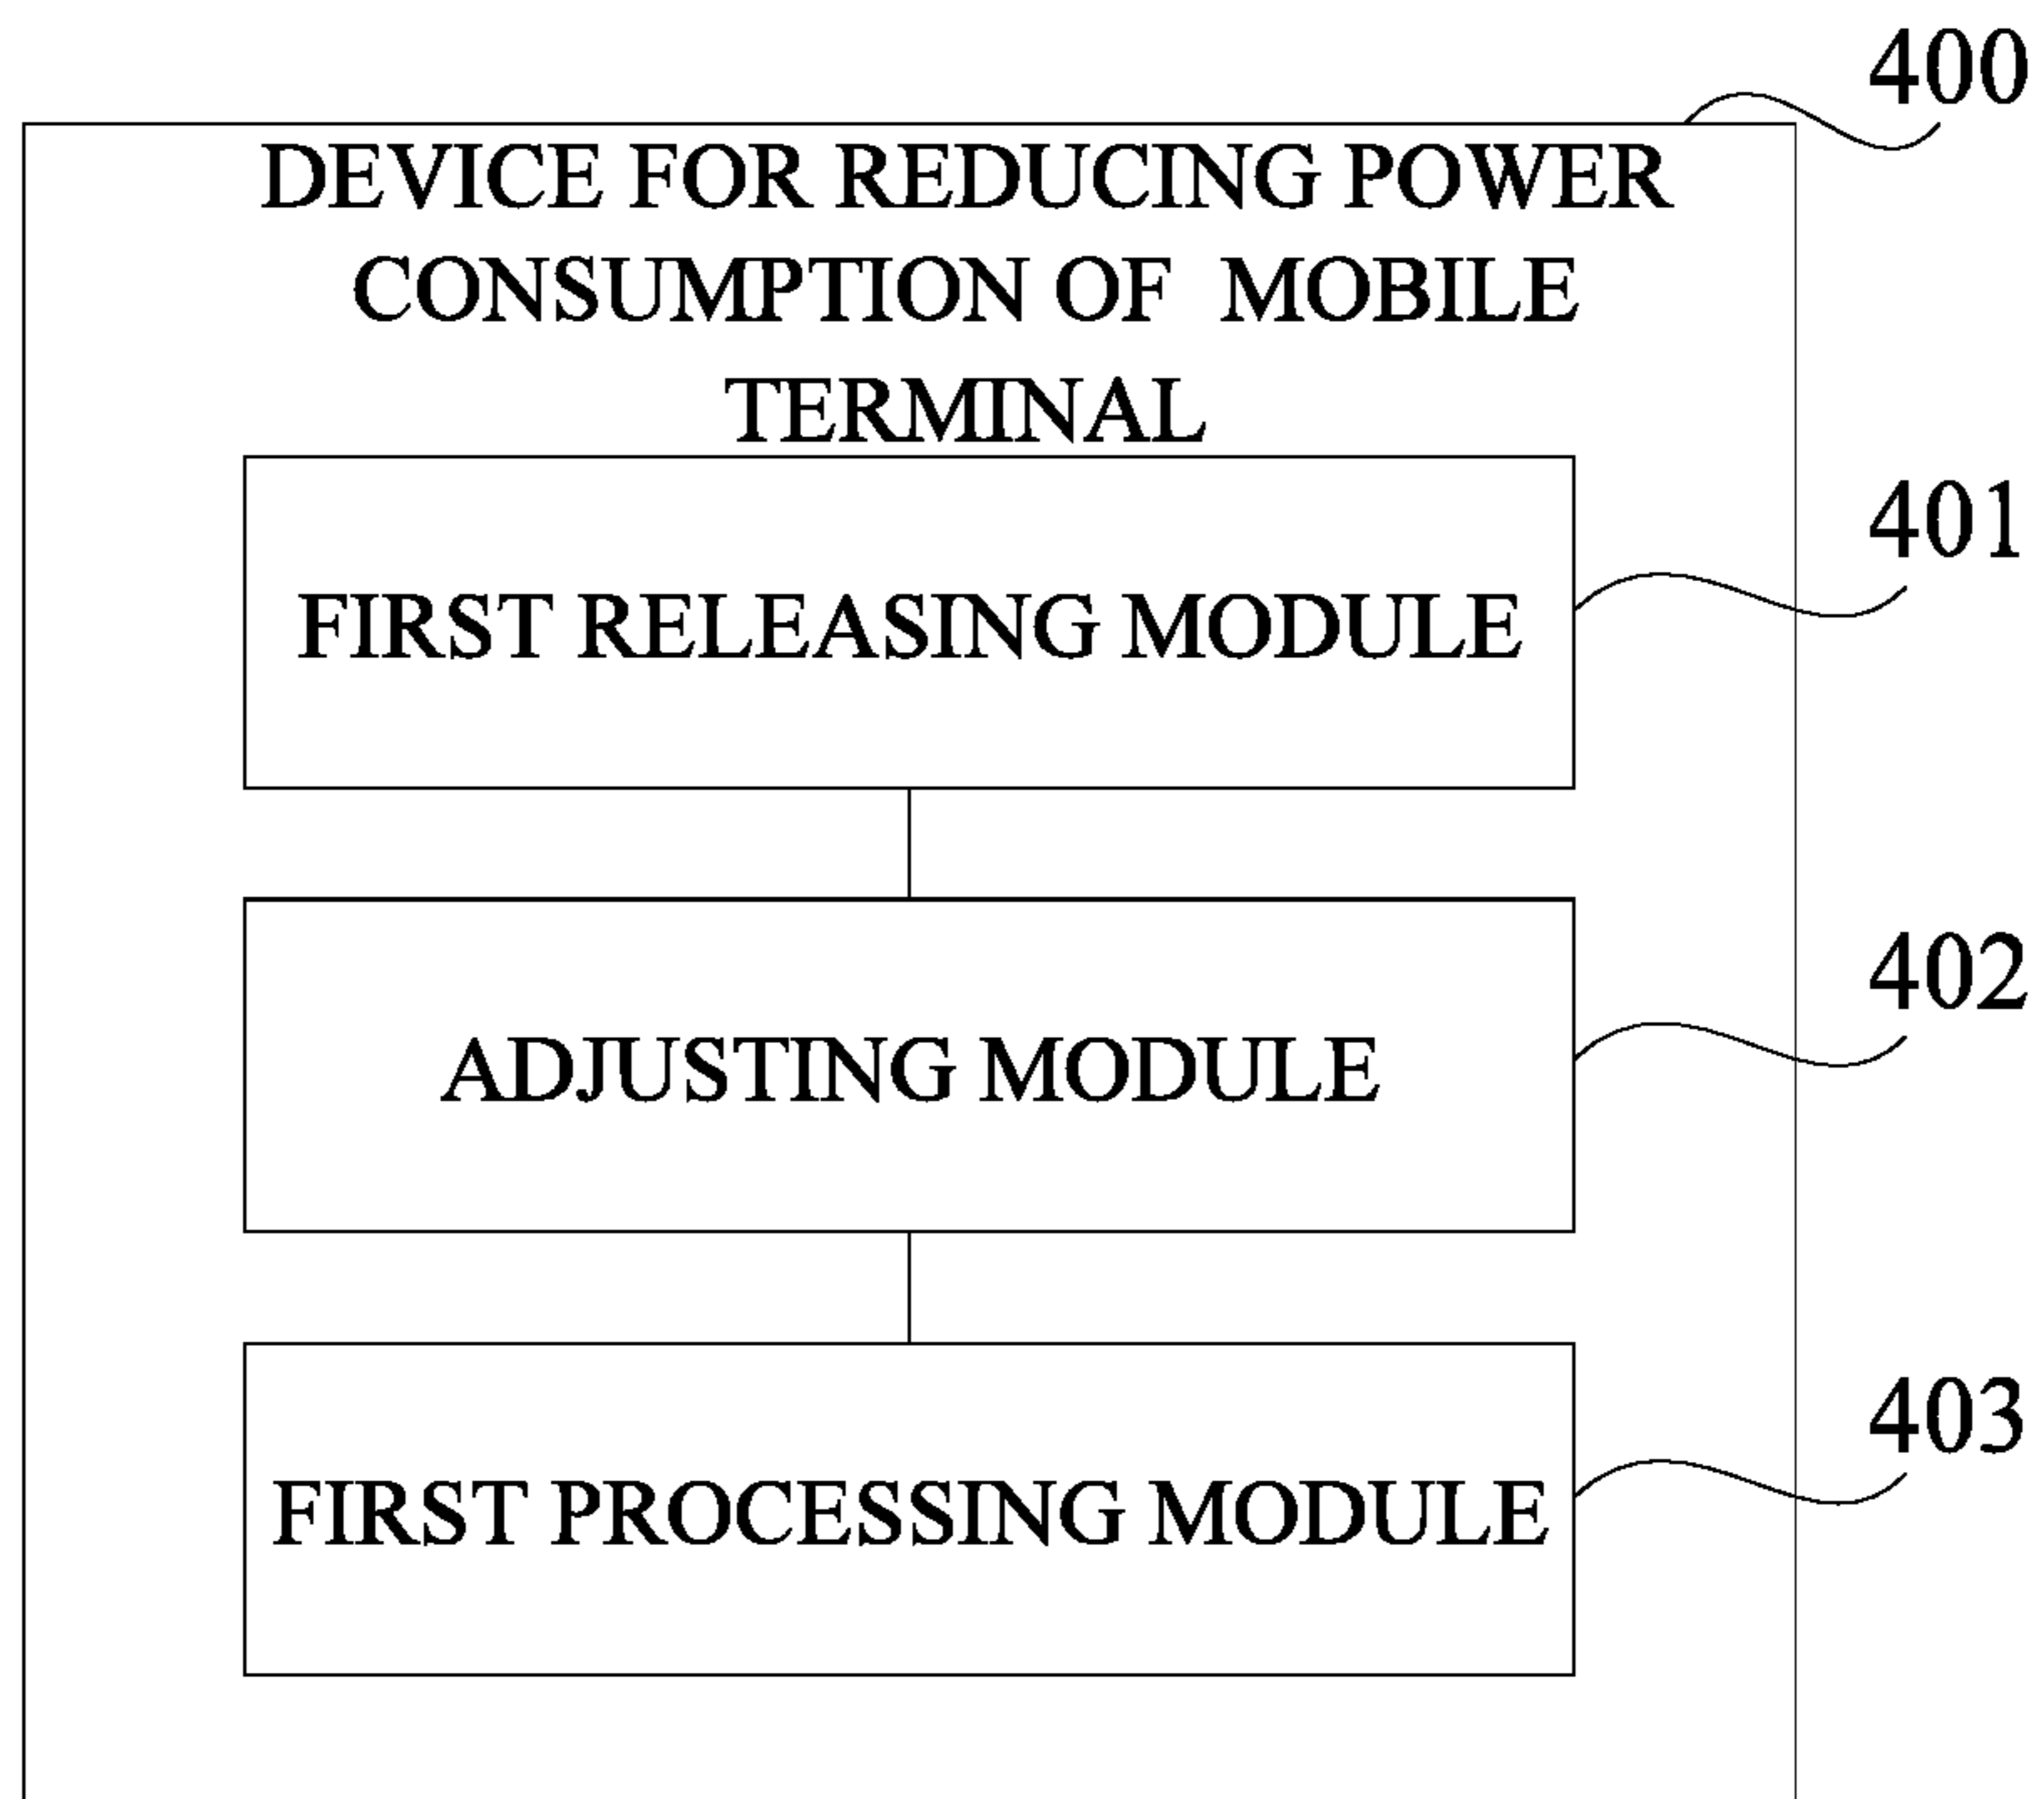 400
DEVICE FOR REDUCING POWER
CONSUMPTION OF MOBILE
TERMINAL
401
FIRST RELEASING MODULE
402
ADJUSTING MODULE
403
FIRST PROCESSING MODULE